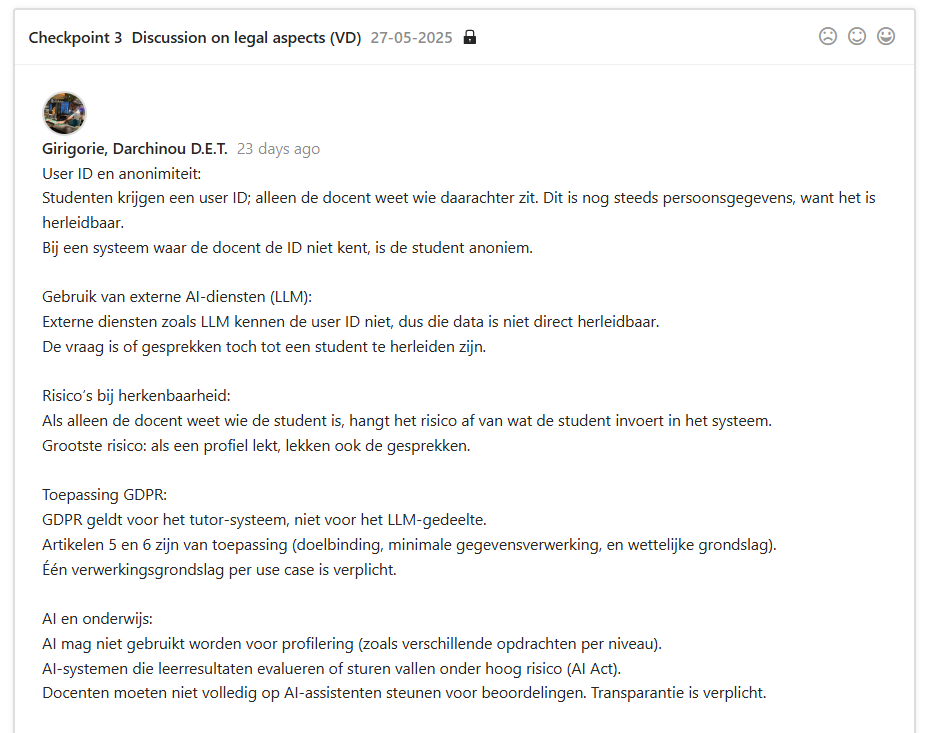 Checkpoint 3 Discussion on legal aspects (VD) 27-05-2025
Girigorie, Darchinou D.E.T. 23 days ago
User ID en anonimiteit:
Studenten krijgen een user ID; alleen de docent weet wie daarachter zit. Dit is nog steeds persoonsgegevens, want het is
herleidbaar.
Bij een systeem waar de docent de ID niet kent, is de student anoniem.
Gebruik van externe AI-diensten (LLM):
Externe diensten zoals LLM kennen de user ID niet, dus die data is niet direct herleidbaar.
De vraag is of gesprekken toch tot een student te herleiden zijn.
Risico's bij herkenbaarheid:
Als alleen de docent weet wie de student is, hangt het risico af van wat de student invoert in het systeem.
Grootste risico: als een profiel lekt, lekken ook de gesprekken.
Toepassing GDPR:
GDPR geldt voor het tutor-systeem, niet voor het LLM-gedeelte.
Artikelen 5 en 6 zijn van toepassing (doelbinding, minimale gegevensverwerking, en wettelijke grondslag).
Één verwerkingsgrondslag per use case is verplicht.
AI en onderwijs:
AI mag niet gebruikt worden voor profilering (zoals verschillende opdrachten per niveau).
AI-systemen die leerresultaten evalueren of sturen vallen onder hoog risico (AI Act).
Docenten moeten niet volledig op AI-assistenten steunen voor beoordelingen. Transparantie is verplicht.